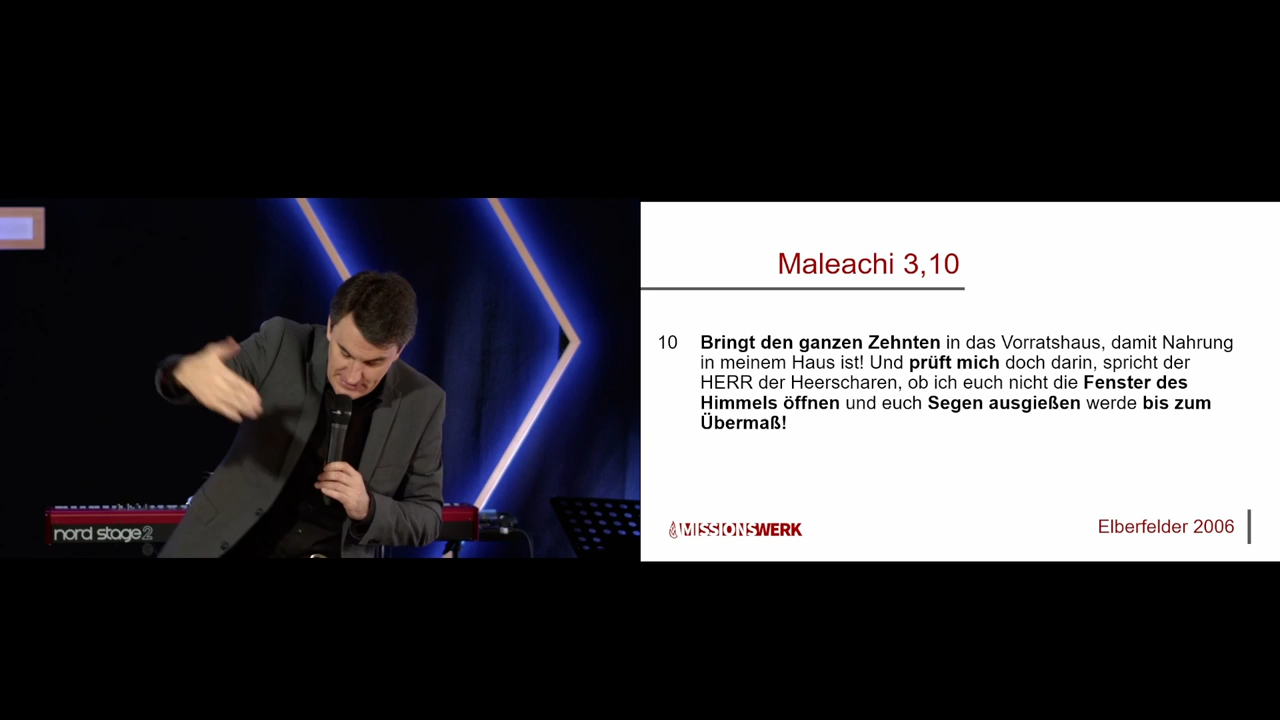 nord stage 2
Maleachi 3,10
10 Bringt den ganzen Zehnten in das Vorratshaus, damit Nahrung
in meinem Haus ist! Und prüft mich doch darin, spricht der
HERR der Heerscharen, ob ich euch nicht die Fenster des
Himmels öffnen und euch Segen ausgießen werde bis zum
Übermaß!
MISSIONSWERK
Elberfelder 2006